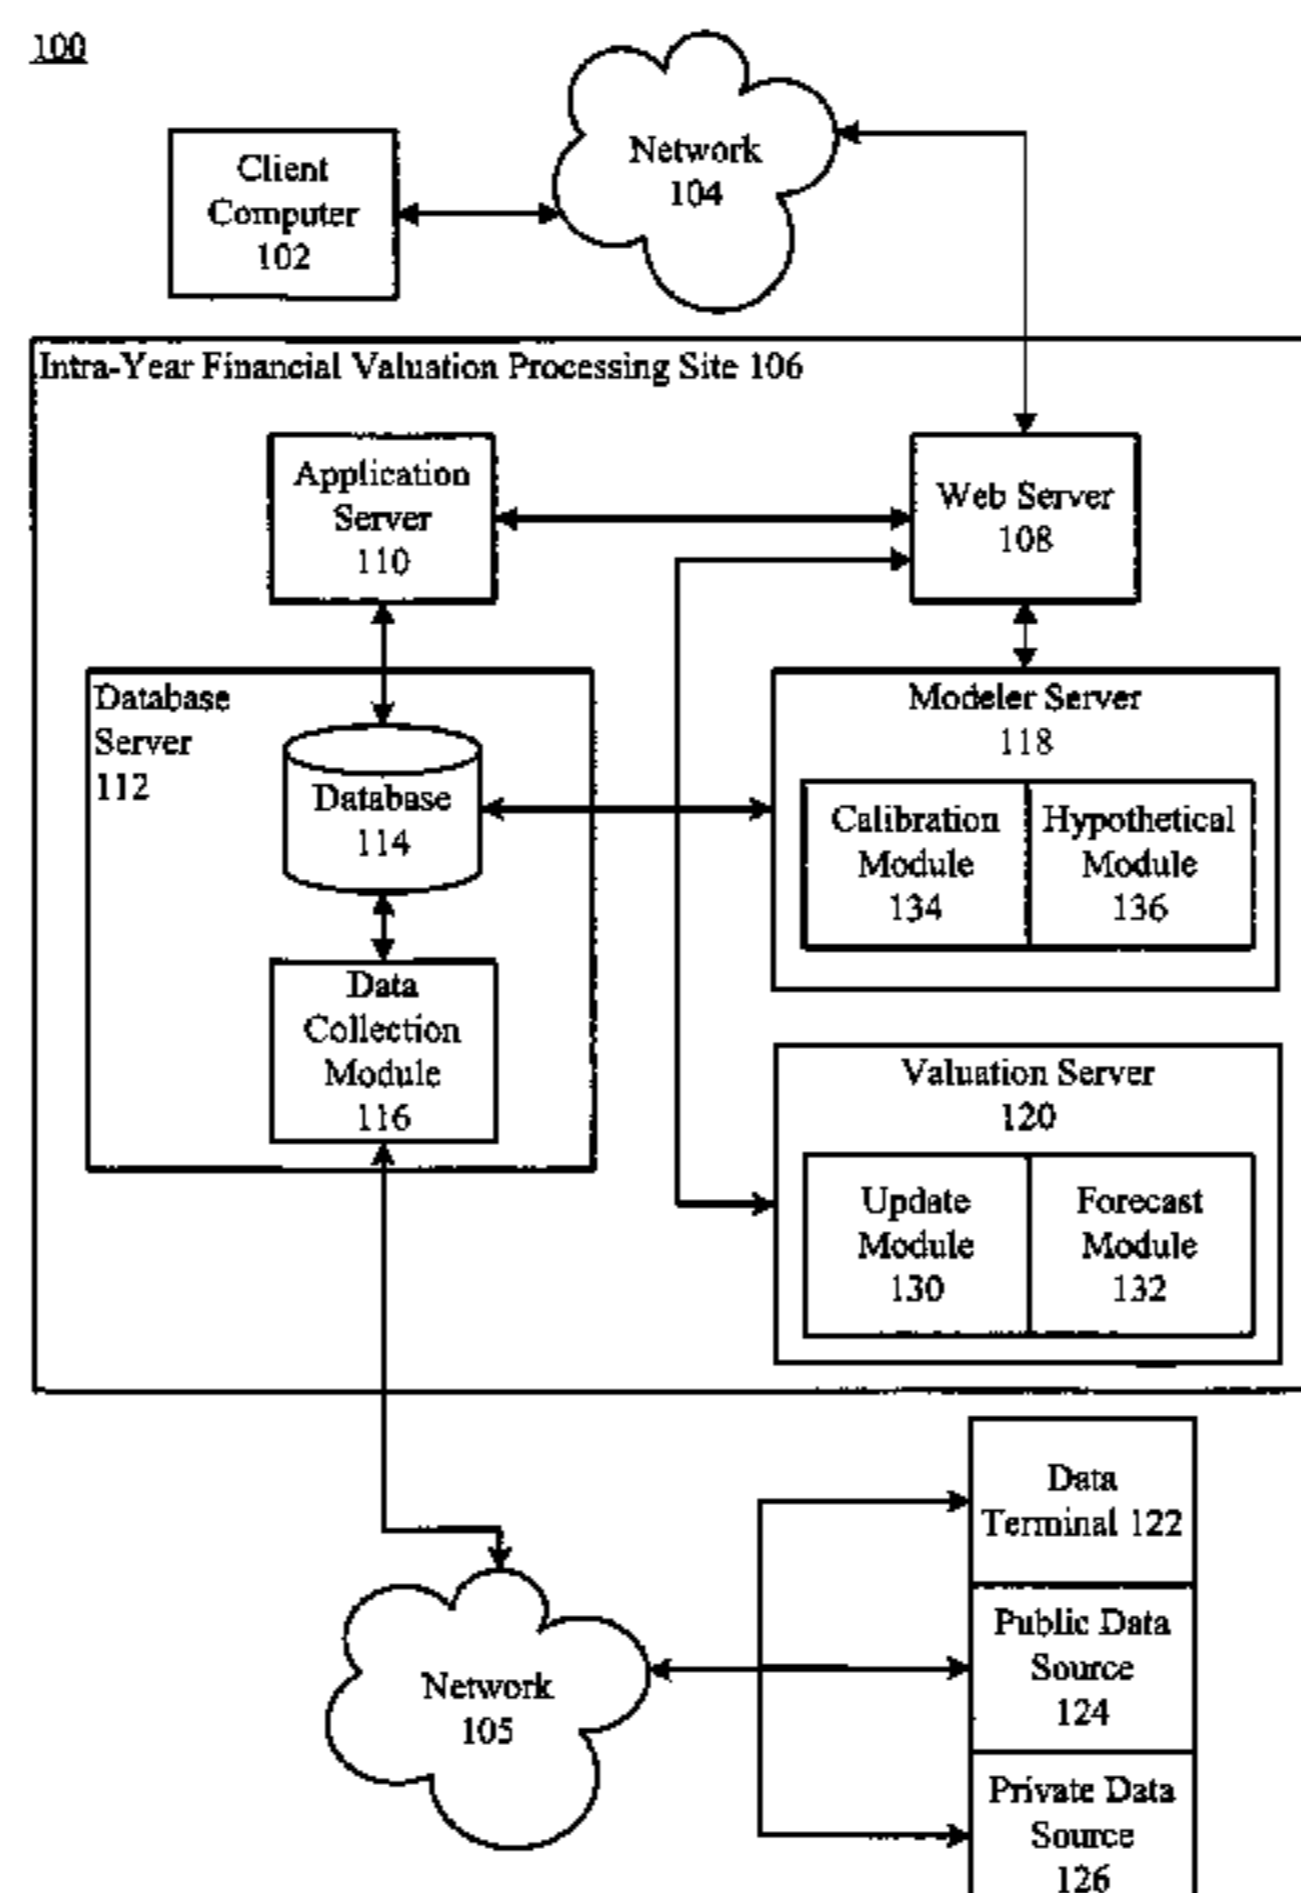 100
Client
Computer
102
Network
104
Intra-Year Financial Valuation Processing Site 106
Application
Server
110
Web Server
108
Database
Server
112
Database
114
Data
Collection
Module
116
Modeler Server
118
Calibration
Module
134
Hypothetical
Module
136
Valuation Server
120
Update
Module
130
Forecast
Module
132
Network
105
Data
Terminal 122
Public Data
Source
124
Private Data
Source
126